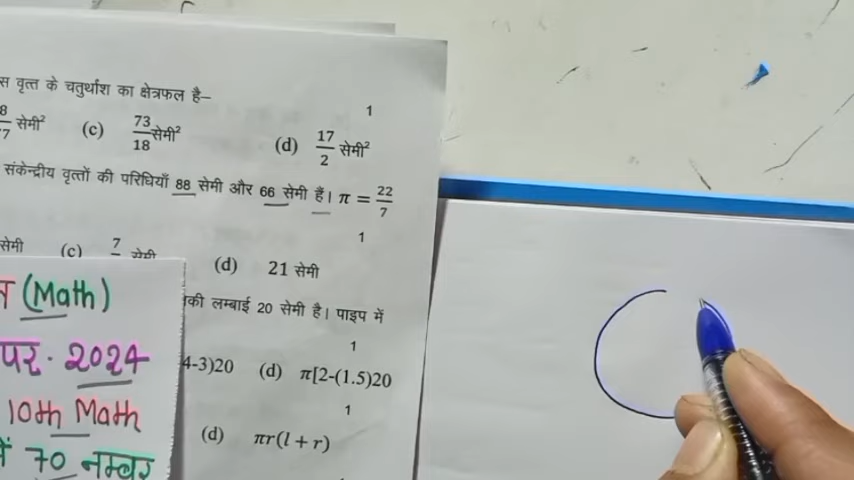 स वृत्त के चतुर्थांश का क्षेत्रफल है–
1
8/7 सेमी² (c) 73/18 सेमी² (d) 17/2 सेमी²
संकेन्द्रीय वृत्तों की परिधियाँ 88 सेमी और 66 सेमी हैं। π = 22/7
1
सेमी (c) 7 सेमी (d) 21 सेमी
की लम्बाई 20 सेमी है। पाइप में
1
4-3)20 (d) π[2-(1.5)20
1
(d) πr(l + r)
(Math)
पर. 2024
10th Math
में 70 नम्बर